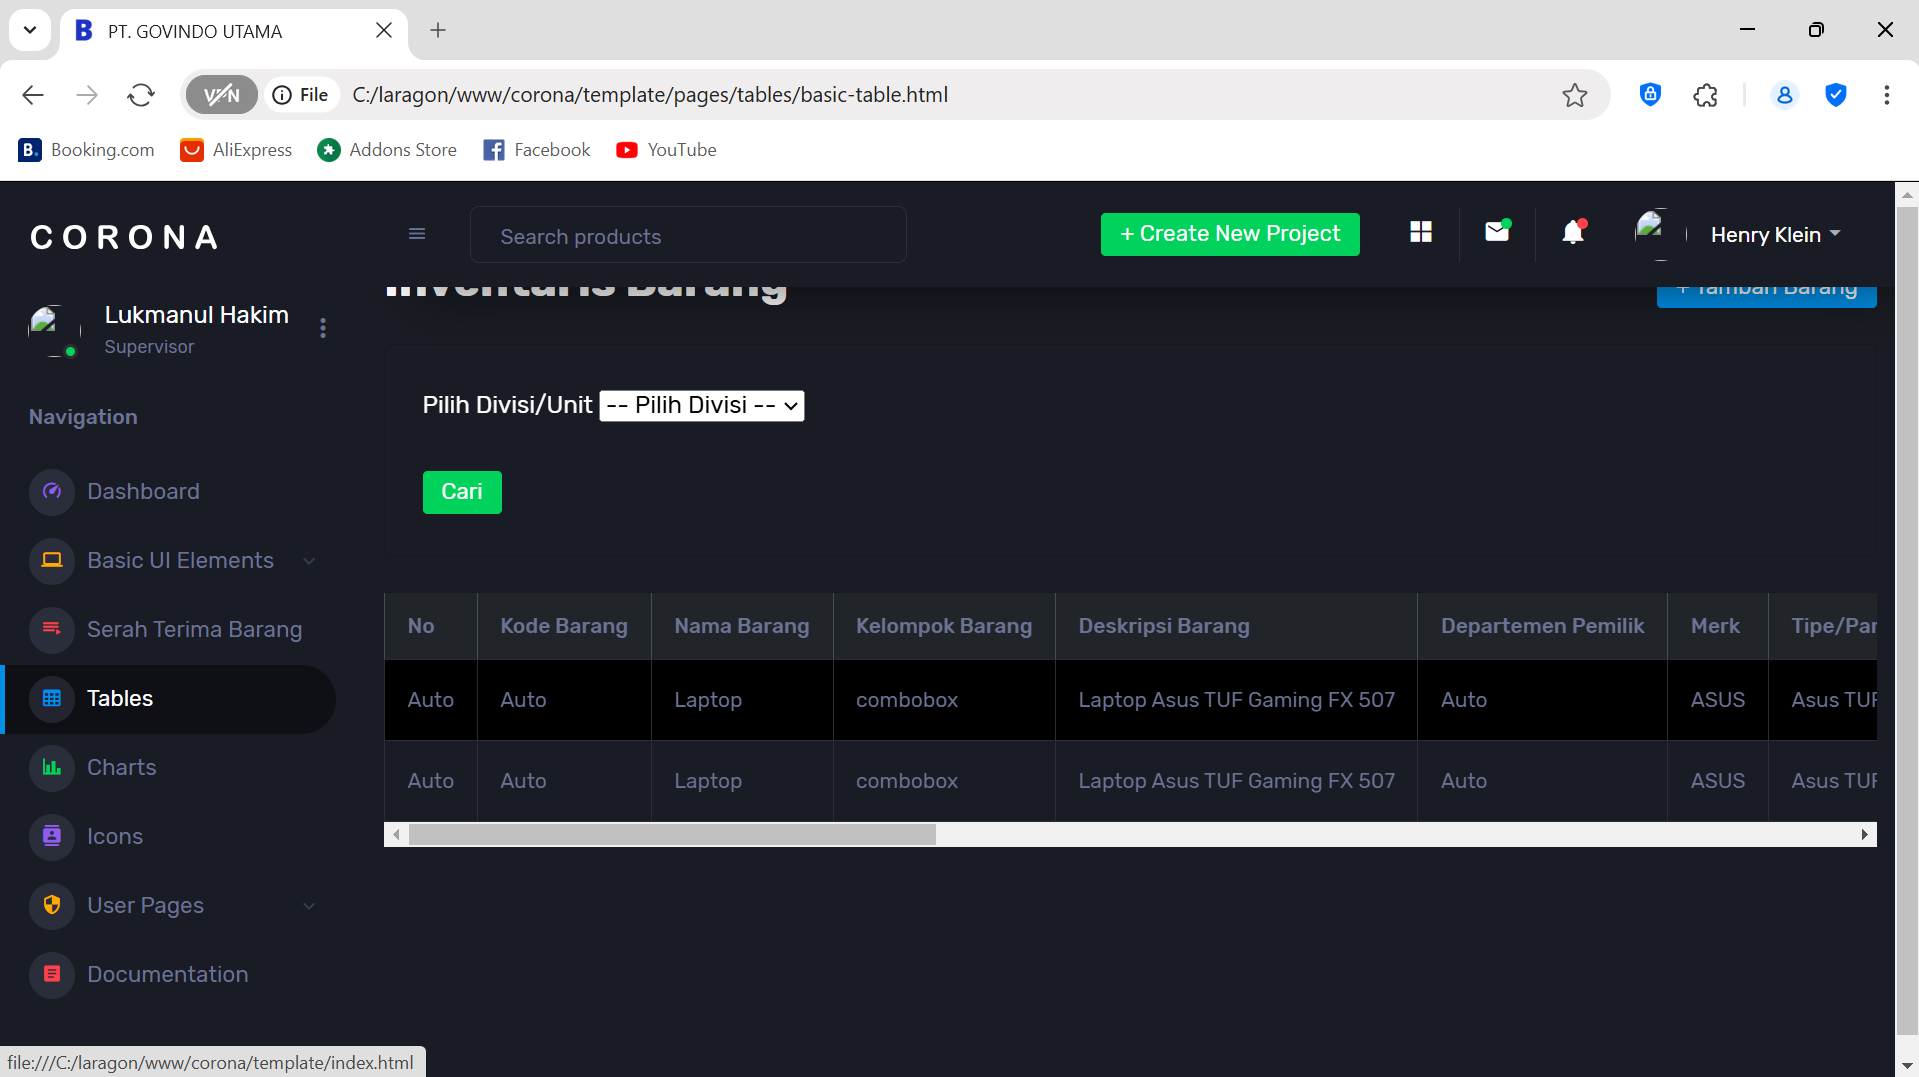 PT. GOVINDO UTAMA
VPN File C:/laragon/www/corona/template/pages/tables/basic-table.html
B. Booking.com AliExpress Addons Store Facebook YouTube
CORONA Search products + Create New Project Henry Klein
Inventaris Barang + Tambah Barang
Lukmanul Hakim
Supervisor
Pilih Divisi/Unit -- Pilih Divisi --
Navigation
Cari
Dashboard
Basic UI Elements
Serah Terima Barang
Tables
Charts
Icons
User Pages
Documentation
No Kode Barang Nama Barang Kelompok Barang Deskripsi Barang Departemen Pemilik Merk Tipe/Par
Auto Auto Laptop combobox Laptop Asus TUF Gaming FX 507 Auto ASUS Asus TUF
Auto Auto Laptop combobox Laptop Asus TUF Gaming FX 507 Auto ASUS Asus TUF
file:///C:/laragon/www/corona/template/index.html